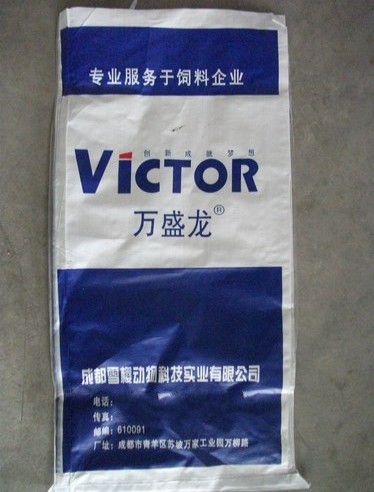 专业服务于饲料企业
创新成就梦想
VICTOR
万盛龙®
成都雪樱动物科技实业有限公司
电话:
传真:
邮编: 610091
厂址: 成都市青羊区苏坡万家工业园万柳路